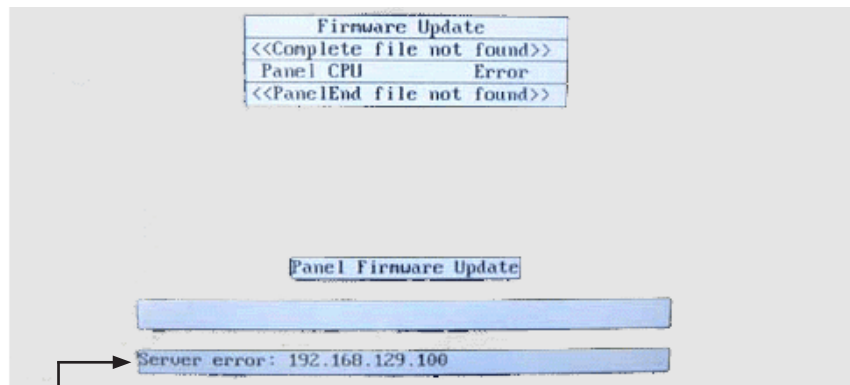 Firmware Update
<<Complete file not found>>
Panel CPU Error
<<PanelEnd file not found>>
Panel Firmware Update
Server error: 192.168.129.100